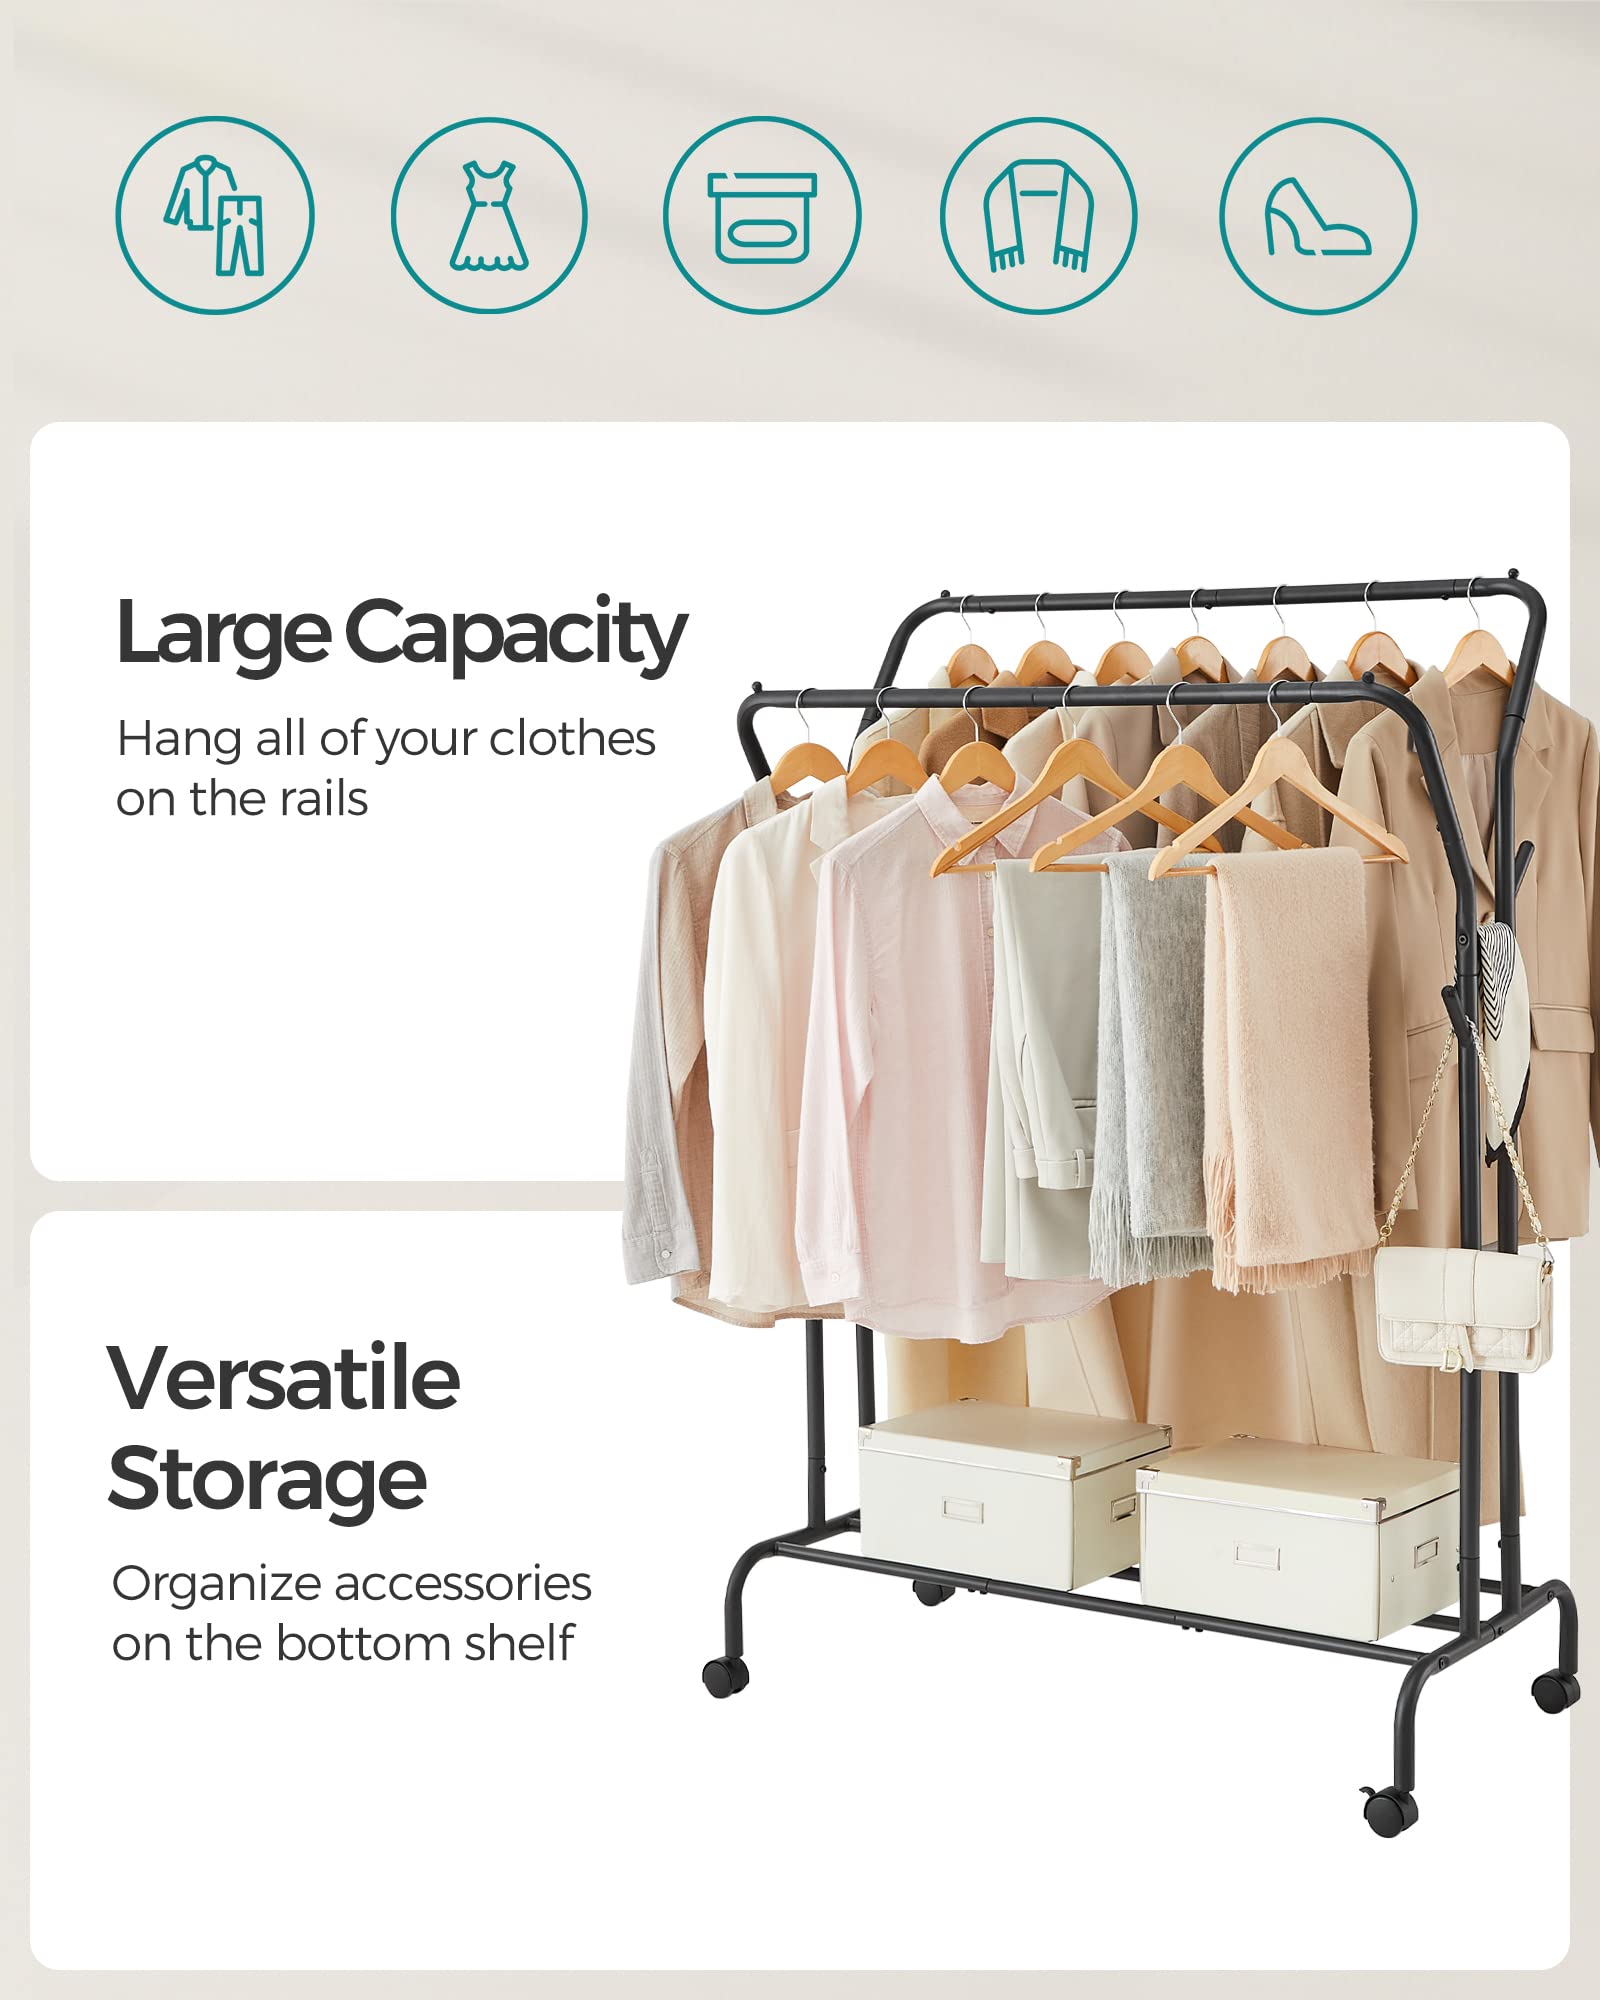 Large Capacity
Hang all of your clothes
on the rails
Versatile
Storage
Organize accessories
on the bottom shelf